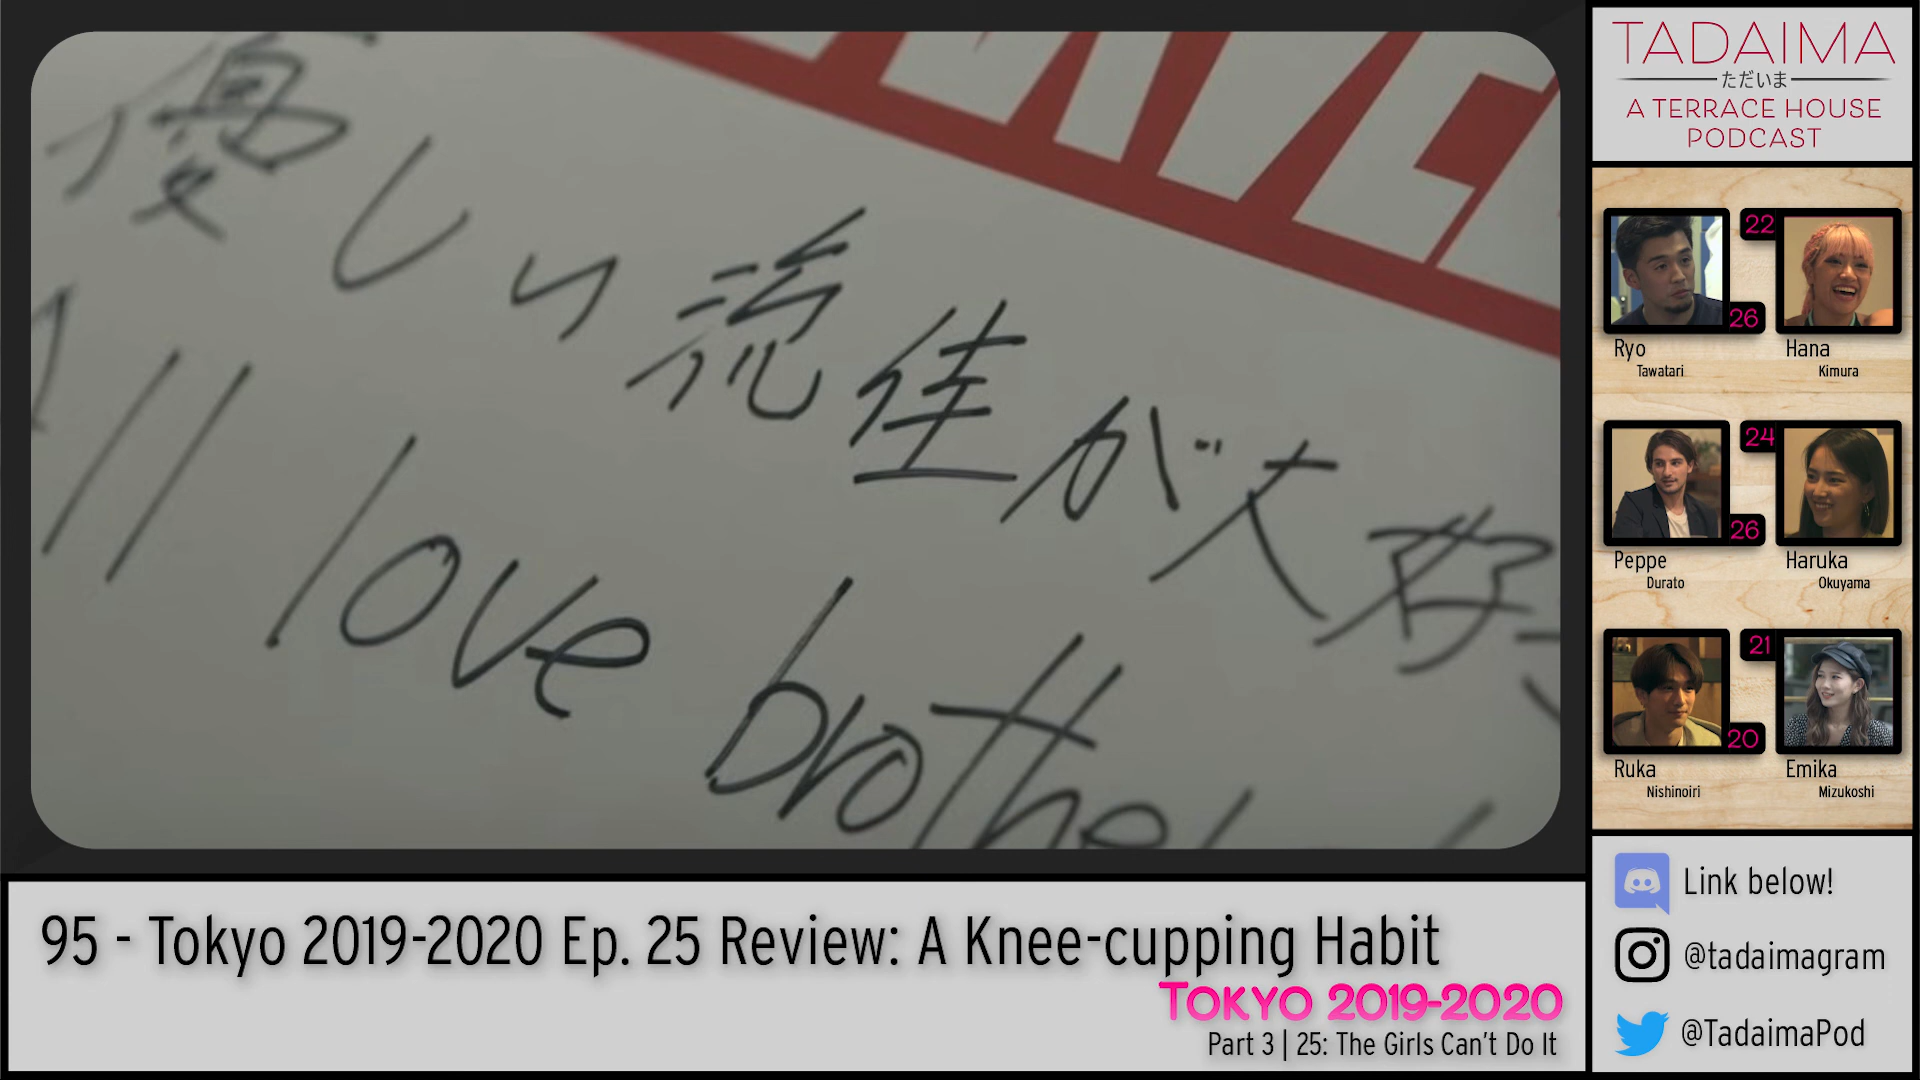 優しい流佳が大好き
ll love brother
TADAIMA
ただいま
A TERRACE HOUSE
PODCAST
22
26
Ryo
Tawatari
Hana
Kimura
24
26
Peppe
Durato
Haruka
Okuyama
21
20
Ruka
Nishinoiri
Emika
Mizukoshi
Link below!
@tadaimagram
@TadaimaPod
95 - Tokyo 2019-2020 Ep. 25 Review: A Knee-cupping Habit
TOKYO 2019-2020
Part 3 | 25: The Girls Can't Do It